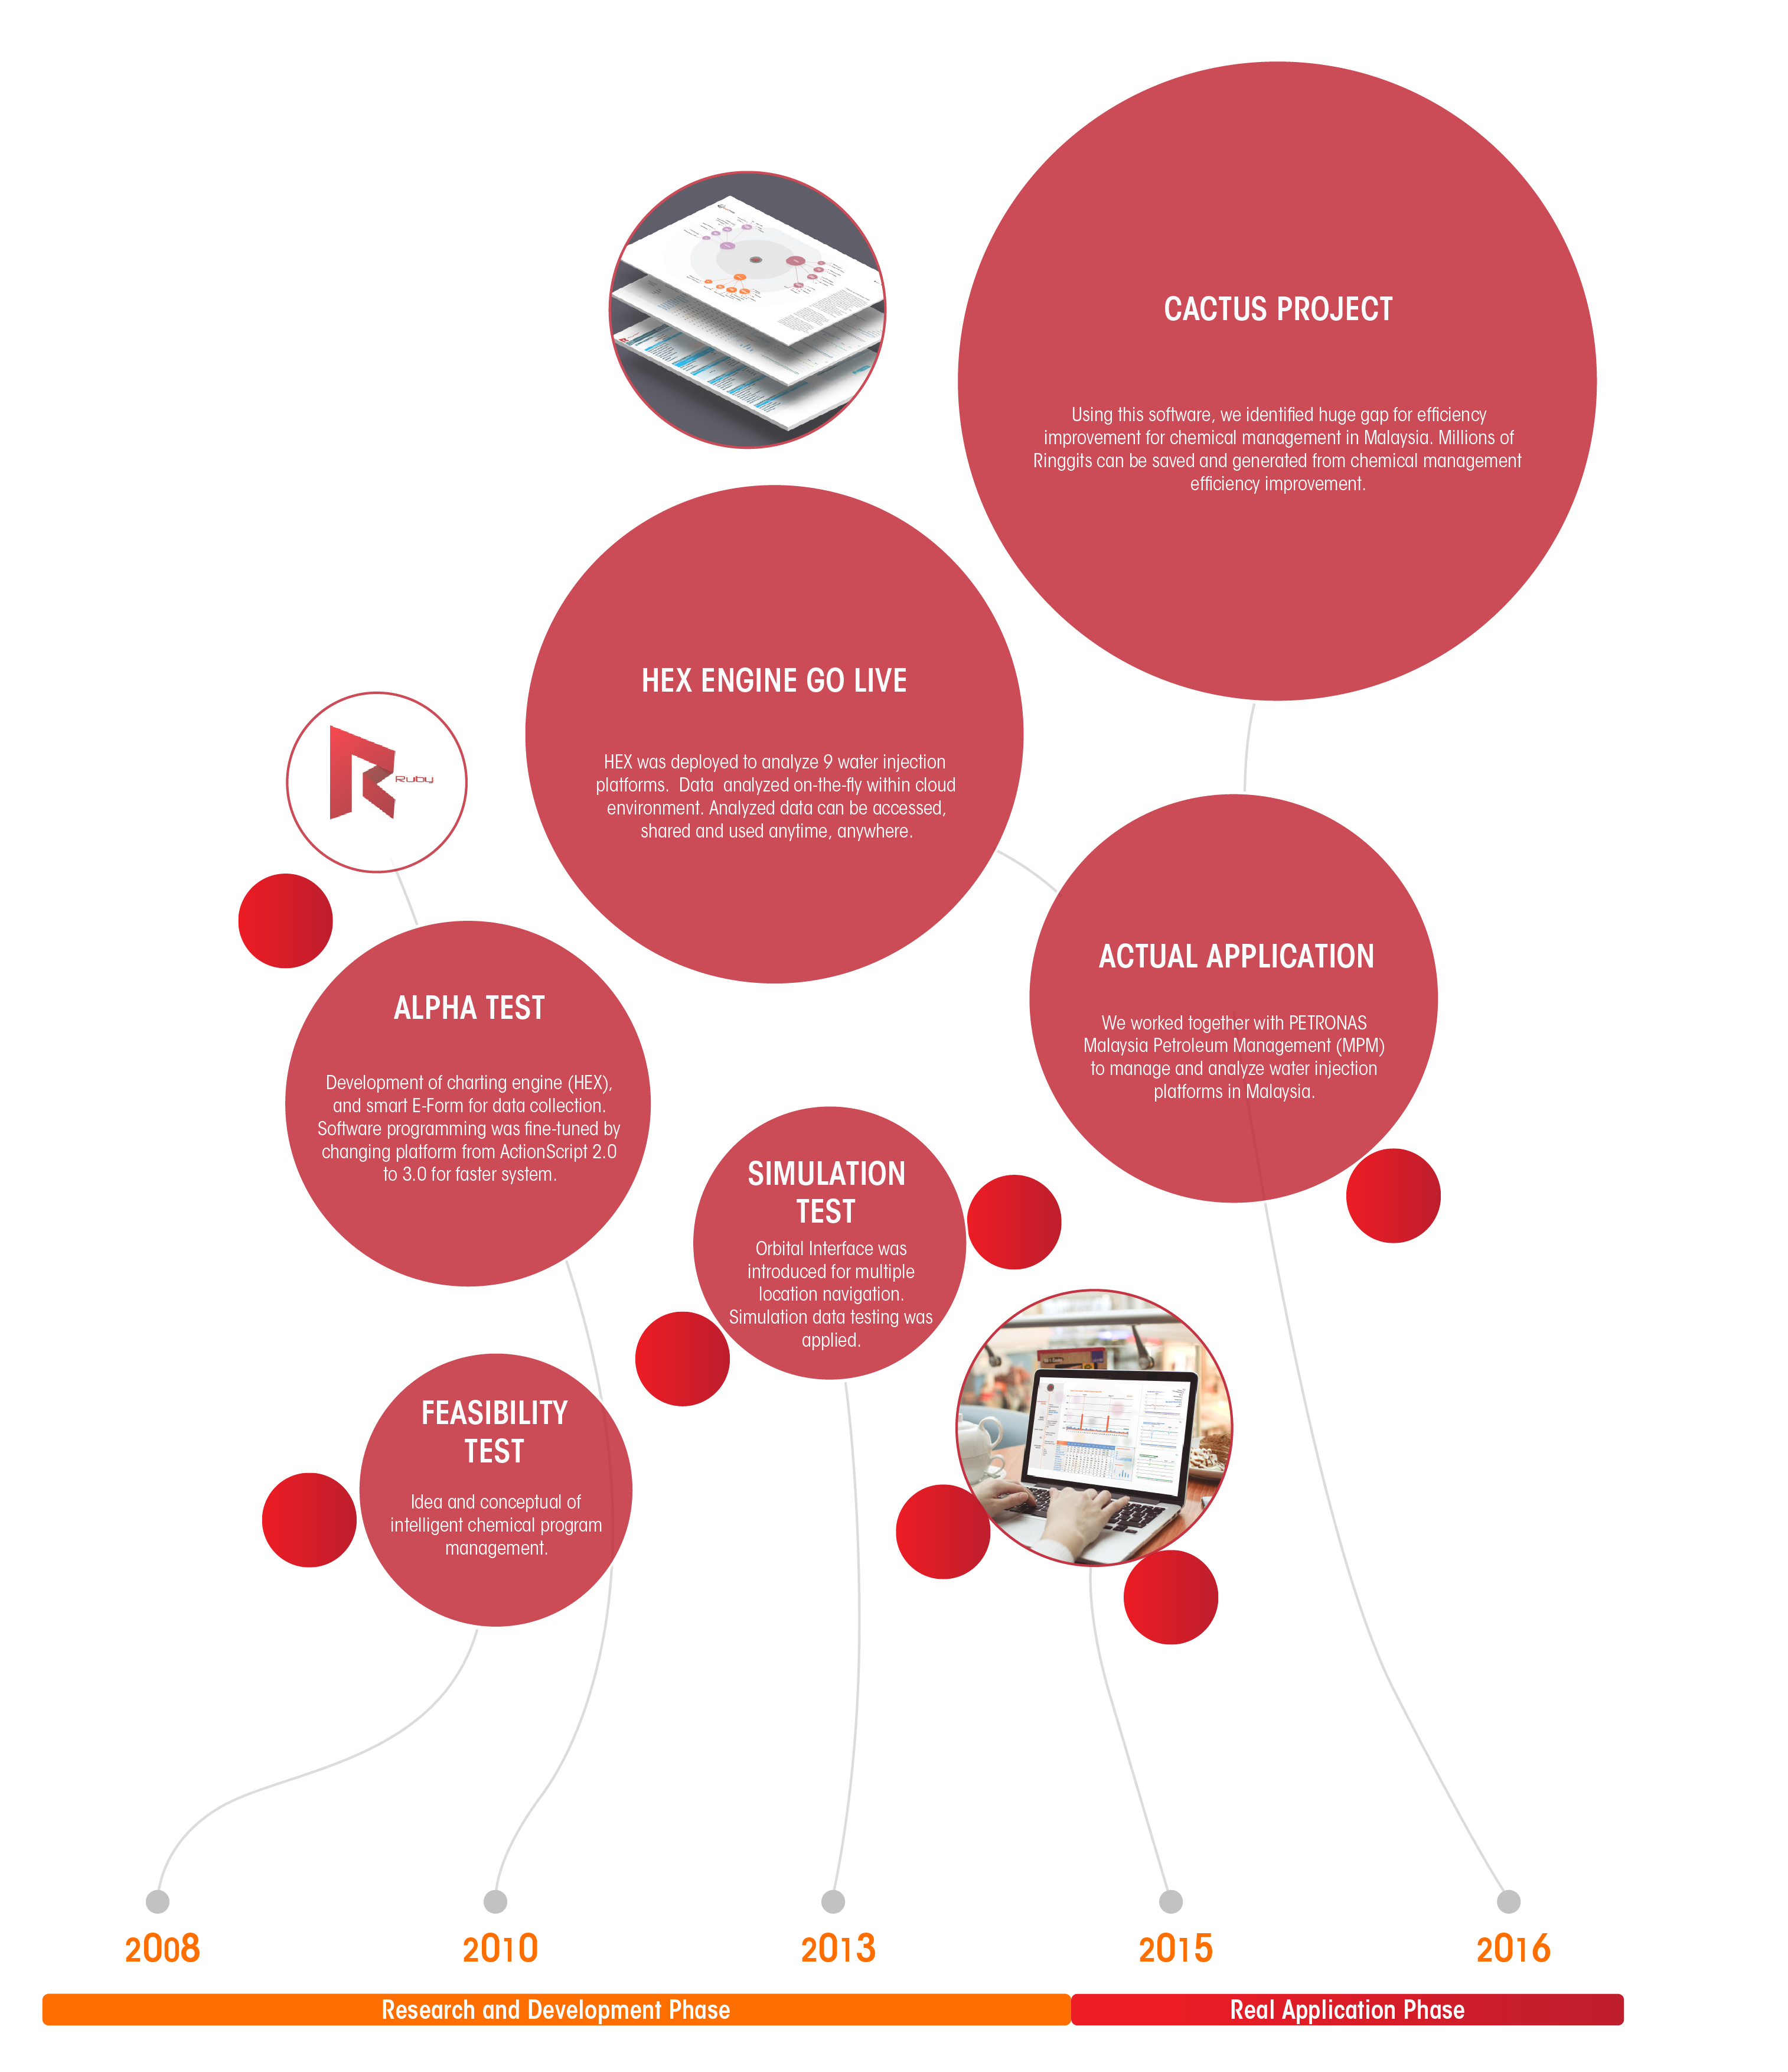 CACTUS PROJECT
Using this software, we identified huge gap for efficiency
improvement for chemical management in Malaysia. Millions of
Ringgits can be saved and generated from chemical management
efficiency improvement.
HEX ENGINE GO LIVE
HEX was deployed to analyze 9 water injection
platforms. Data analyzed on-the-fly within cloud
environment. Analyzed data can be accessed,
shared and used anytime, anywhere.
Ruby
ACTUAL APPLICATION
We worked together with PETRONAS
Malaysia Petroleum Management (MPM)
to manage and analyze water injection
platforms in Malaysia.
ALPHA TEST
Development of charting engine (HEX),
and smart E-Form for data collection.
Software programming was fine-tuned by
changing platform from ActionScript 2.0
to 3.0 for faster system.
SIMULATION
TEST
Orbital Interface was
introduced for multiple
location navigation.
Simulation data testing was
applied.
FEASIBILITY
TEST
Idea and conceptual of
intelligent chemical program
management.
2008
2010
2013
2015
2016
Research and Development Phase
Real Application Phase